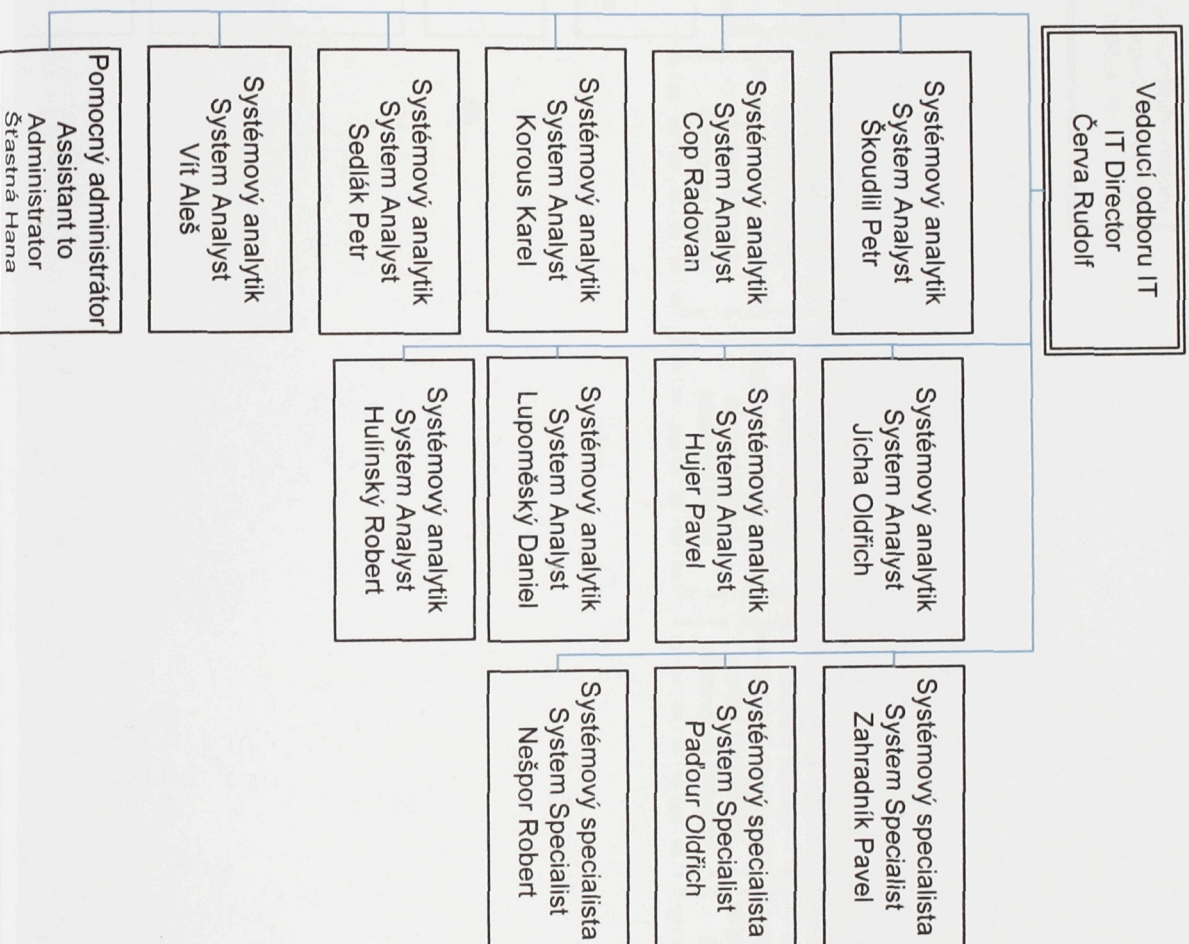 Vedoucí odboru IT
IT Director
Červa Rudolf
Systémový analytik
System Analyst
Škoudlil Petr
Systémový analytik
System Analyst
Cop Radovan
Systémový analytik
System Analyst
Korous Karel
Systémový analytik
System Analyst
Sedlák Petr
Systémový analytik
System Analyst
Vít Aleš
Pomocný administrátor
Assistant to
Administrator
Šťastná Hana
Systémový analytik
System Analyst
Jícha Oldřich
Systémový analytik
System Analyst
Hujer Pavel
Systémový analytik
System Analyst
Lupoměský Daniel
Systémový analytik
System Analyst
Hulínský Robert
Systémový specialista
System Specialist
Zahradník Pavel
Systémový specialista
System Specialist
Paďour Oldřich
Systémový specialista
System Specialist
Nešpor Robert